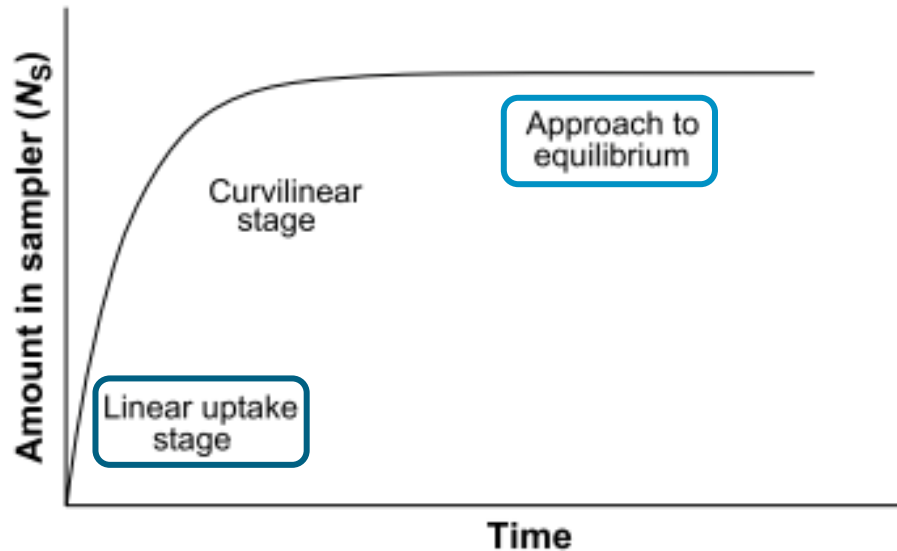 Amount in sampler (Ns)
Approach to
equilibrium
Curvilinear
stage
Linear uptake
stage
Time